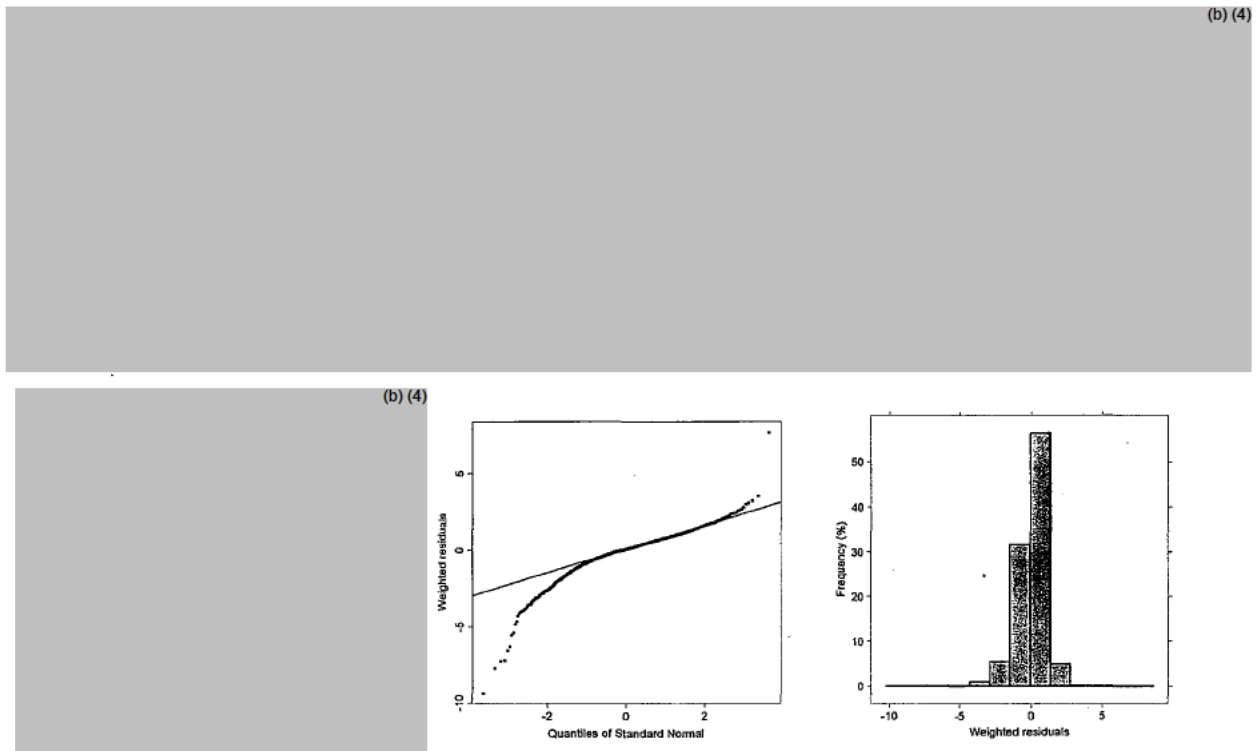 (b) (4)
(b) (4)
Weighted residuals
5
0
-5
-10
-2
0
2
Quantiles of Standard Normal
Frequency (%)
50
40
30
20
10
0
-10
-5
0
5
Weighted residuals